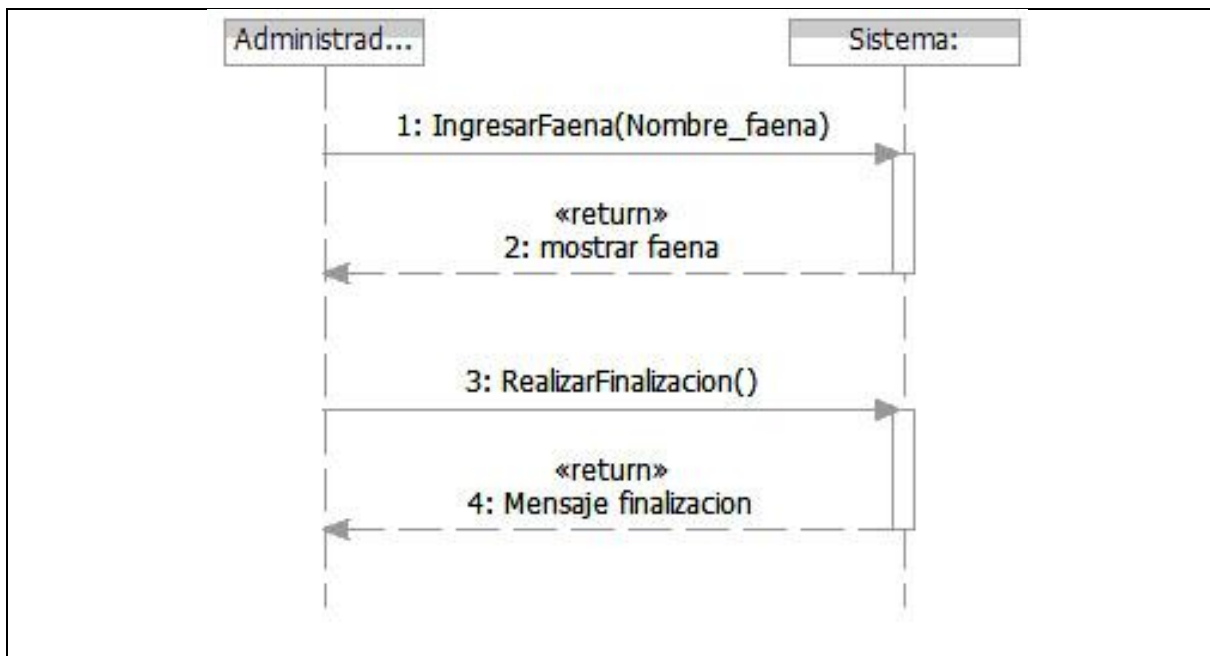 Administrad...
Sistema:
1: IngresarFaena(Nombre_faena)
«return»
2: mostrar faena
3: RealizarFinalizacion()
«return»
4: Mensaje finalizacion